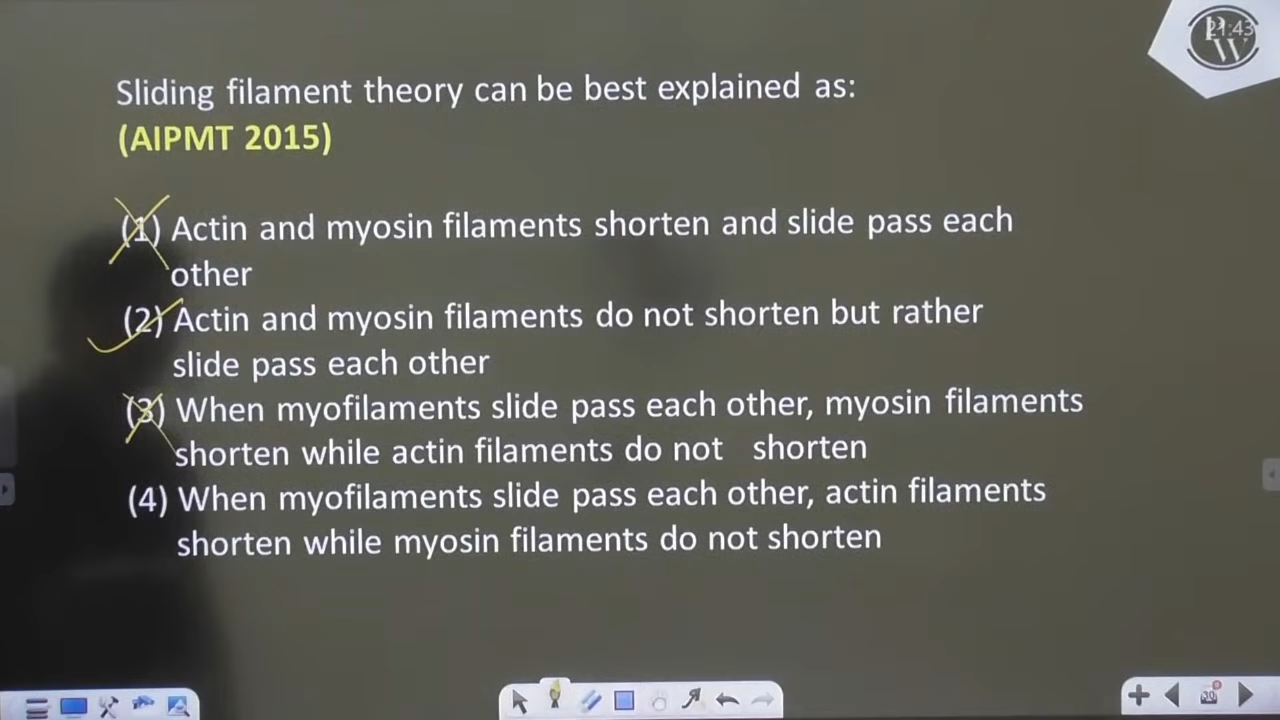 21:43
PW
Sliding filament theory can be best explained as:
(AIPMT 2015)
(1) Actin and myosin filaments shorten and slide pass each
other
(2) Actin and myosin filaments do not shorten but rather
slide pass each other
(3) When myofilaments slide pass each other, myosin filaments
shorten while actin filaments do not shorten
(4) When myofilaments slide pass each other, actin filaments
shorten while myosin filaments do not shorten